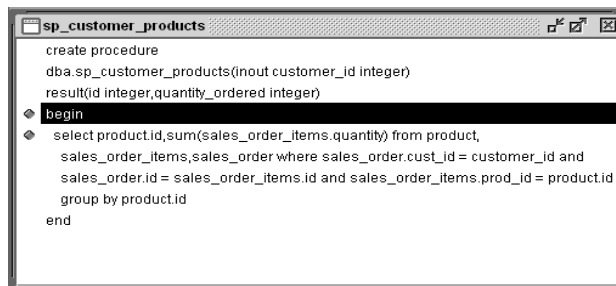 sp_customer_products
create procedure
dba.sp_customer_products(inout customer_id integer)
result(id integer,quantity_ordered integer)
begin
select product.id,sum(sales_order_items.quantity) from product,
sales_order_items,sales_order where sales_order.cust_id = customer_id and
sales_order.id = sales_order_items.id and sales_order_items.prod_id = product.id
group by product.id
end